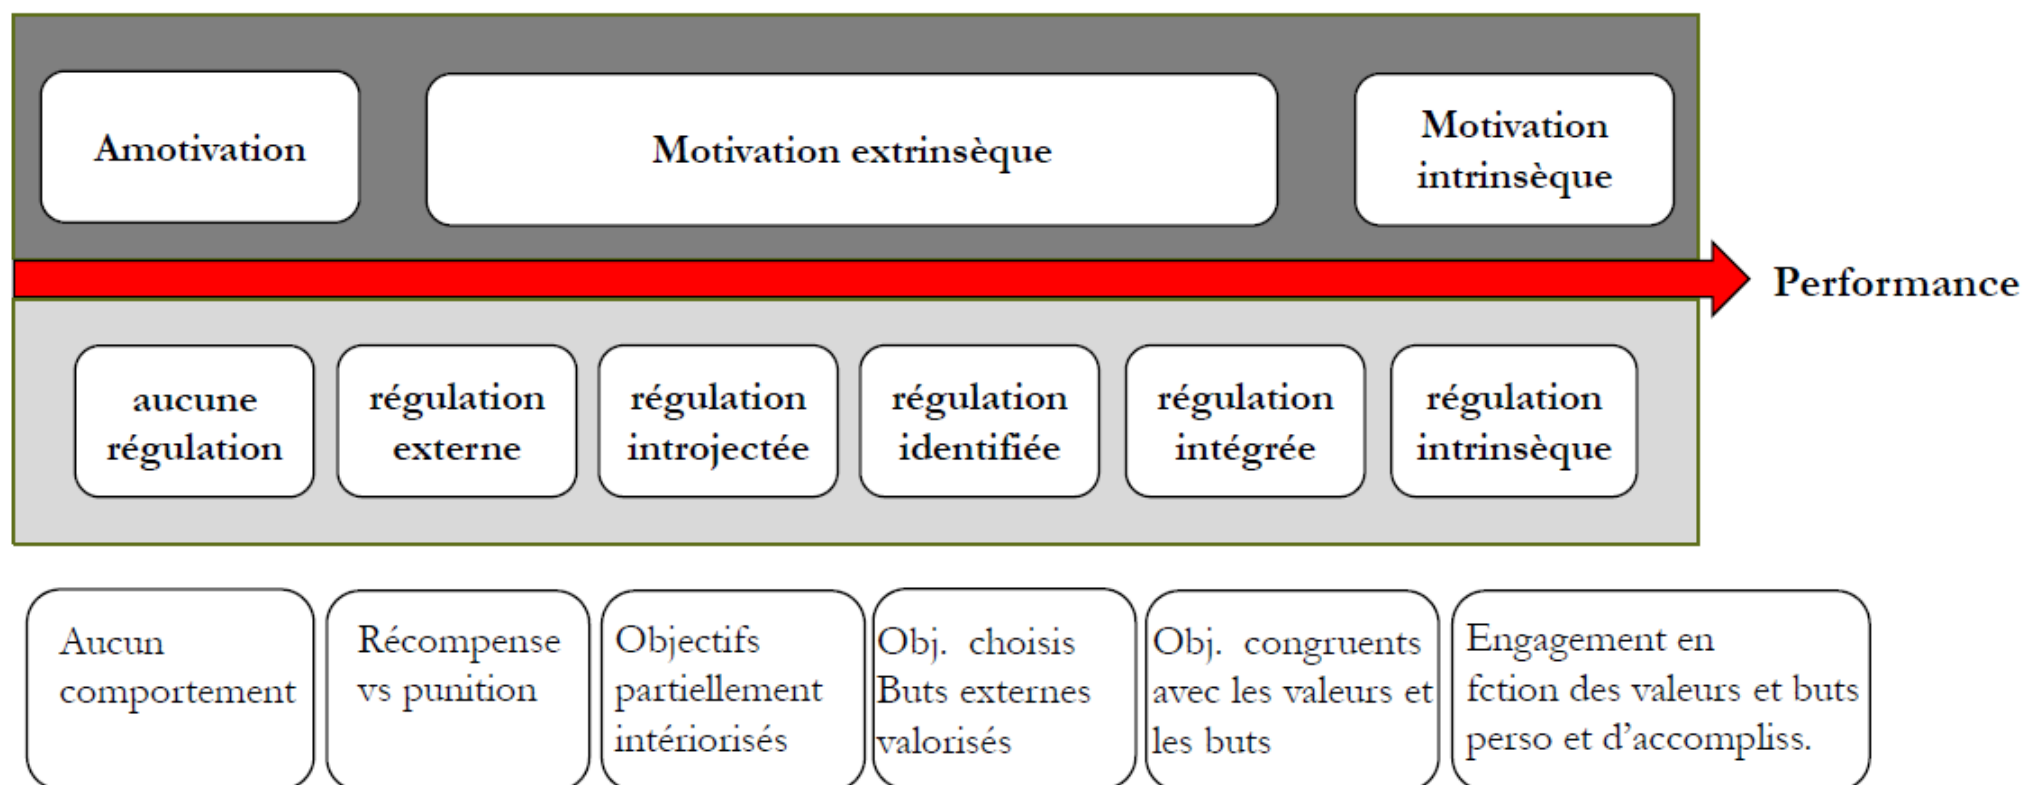 Amotivation
Motivation extrinsèque
Motivation
intrinsèque
Performance
aucune
régulation
régulation
externe
régulation
introjectée
régulation
identifiée
régulation
intégrée
régulation
intrinsèque
Aucun
comportement
Récompense
vs punition
Objectifs
partiellement
intériorisés
Obj. choisis
Buts externes
valorisés
Obj. congruents
avec les valeurs et
les buts
Engagement en
fction des valeurs et buts
perso et d'accompliss.